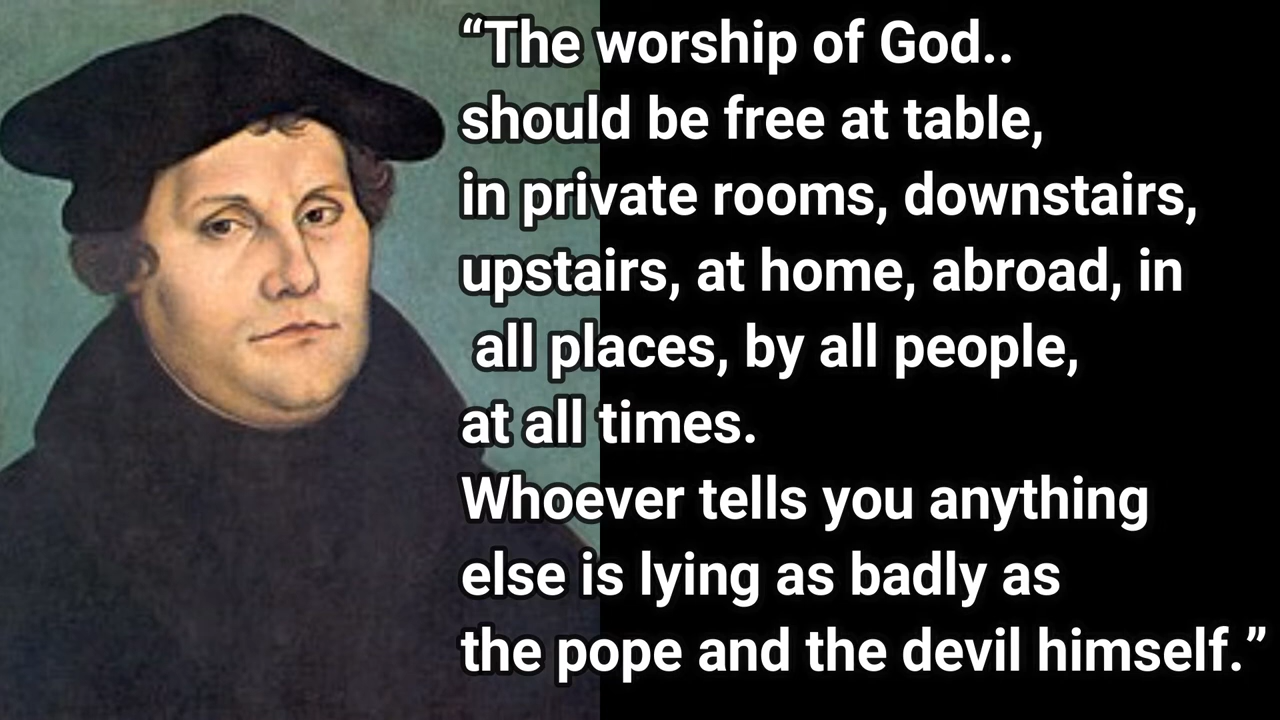 “The worship of God..
should be free at table,
in private rooms, downstairs,
upstairs, at home, abroad, in
all places, by all people,
at all times.
Whoever tells you anything
else is lying as badly as
the pope and the devil himself.”